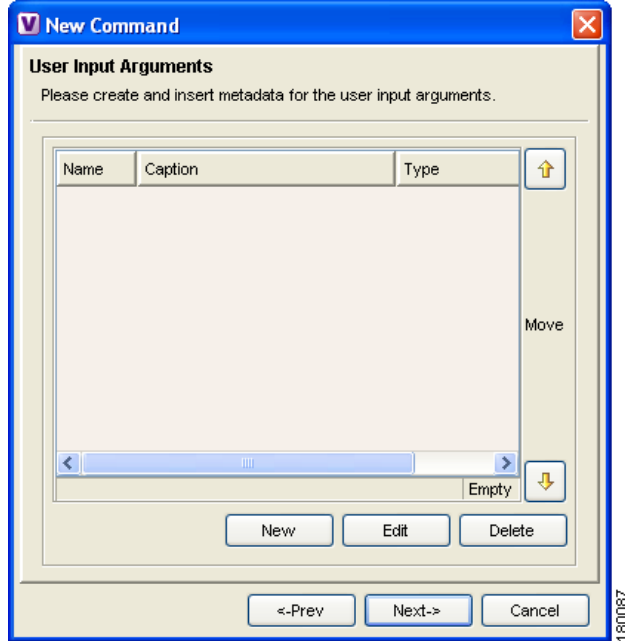 V New Command
User Input Arguments
Please create and insert metadata for the user input arguments.
Name Caption Type
Move
Empty
New Edit Delete
<-Prev Next-> Cancel
180087